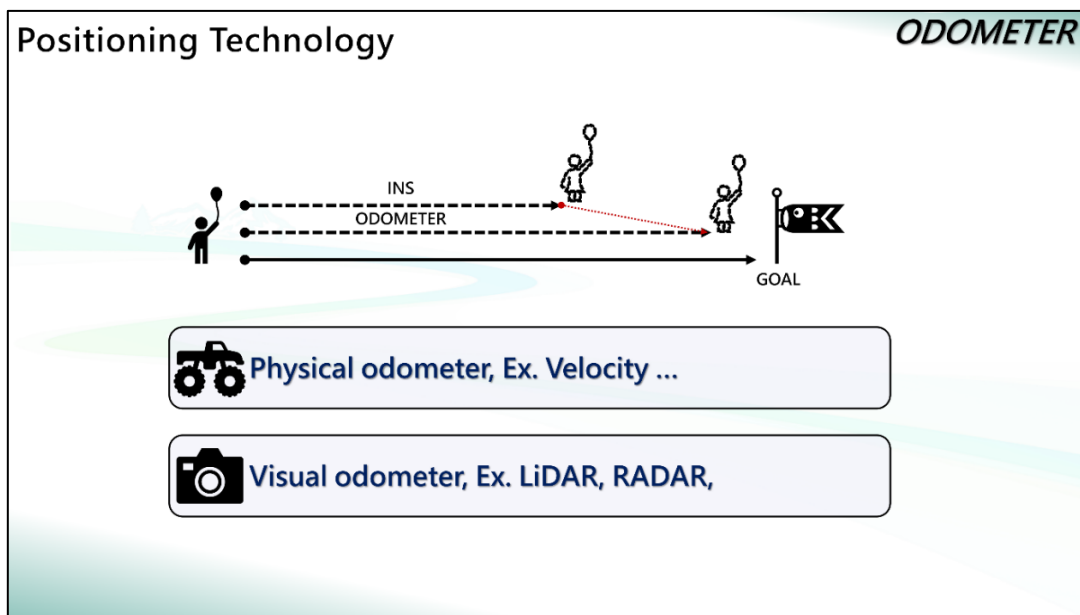 Positioning Technology
ODOMETER
INS
ODOMETER
GOAL
Physical odometer, Ex. Velocity ...
Visual odometer, Ex. LiDAR, RADAR,